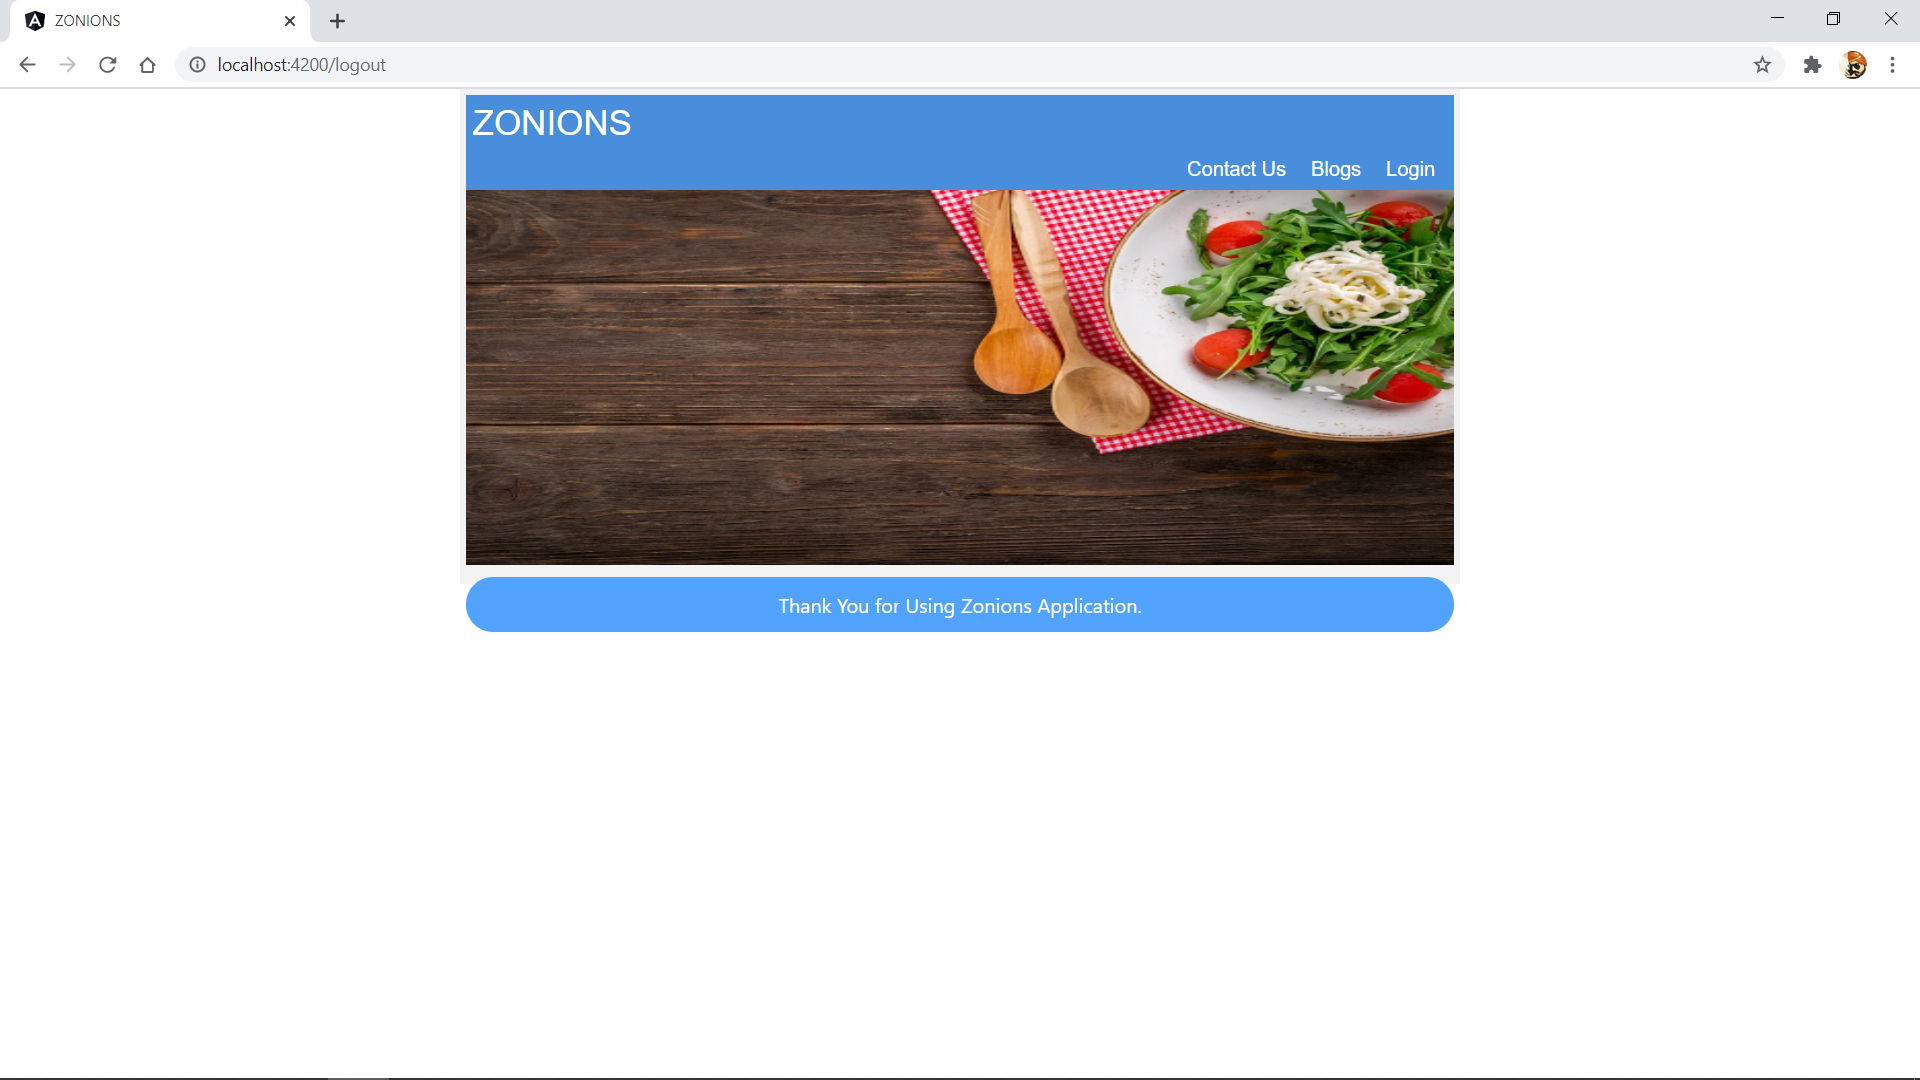 ZONIONS
localhost:4200/logout
ZONIONS
Contact Us Blogs Login
Thank You for Using Zonions Application.